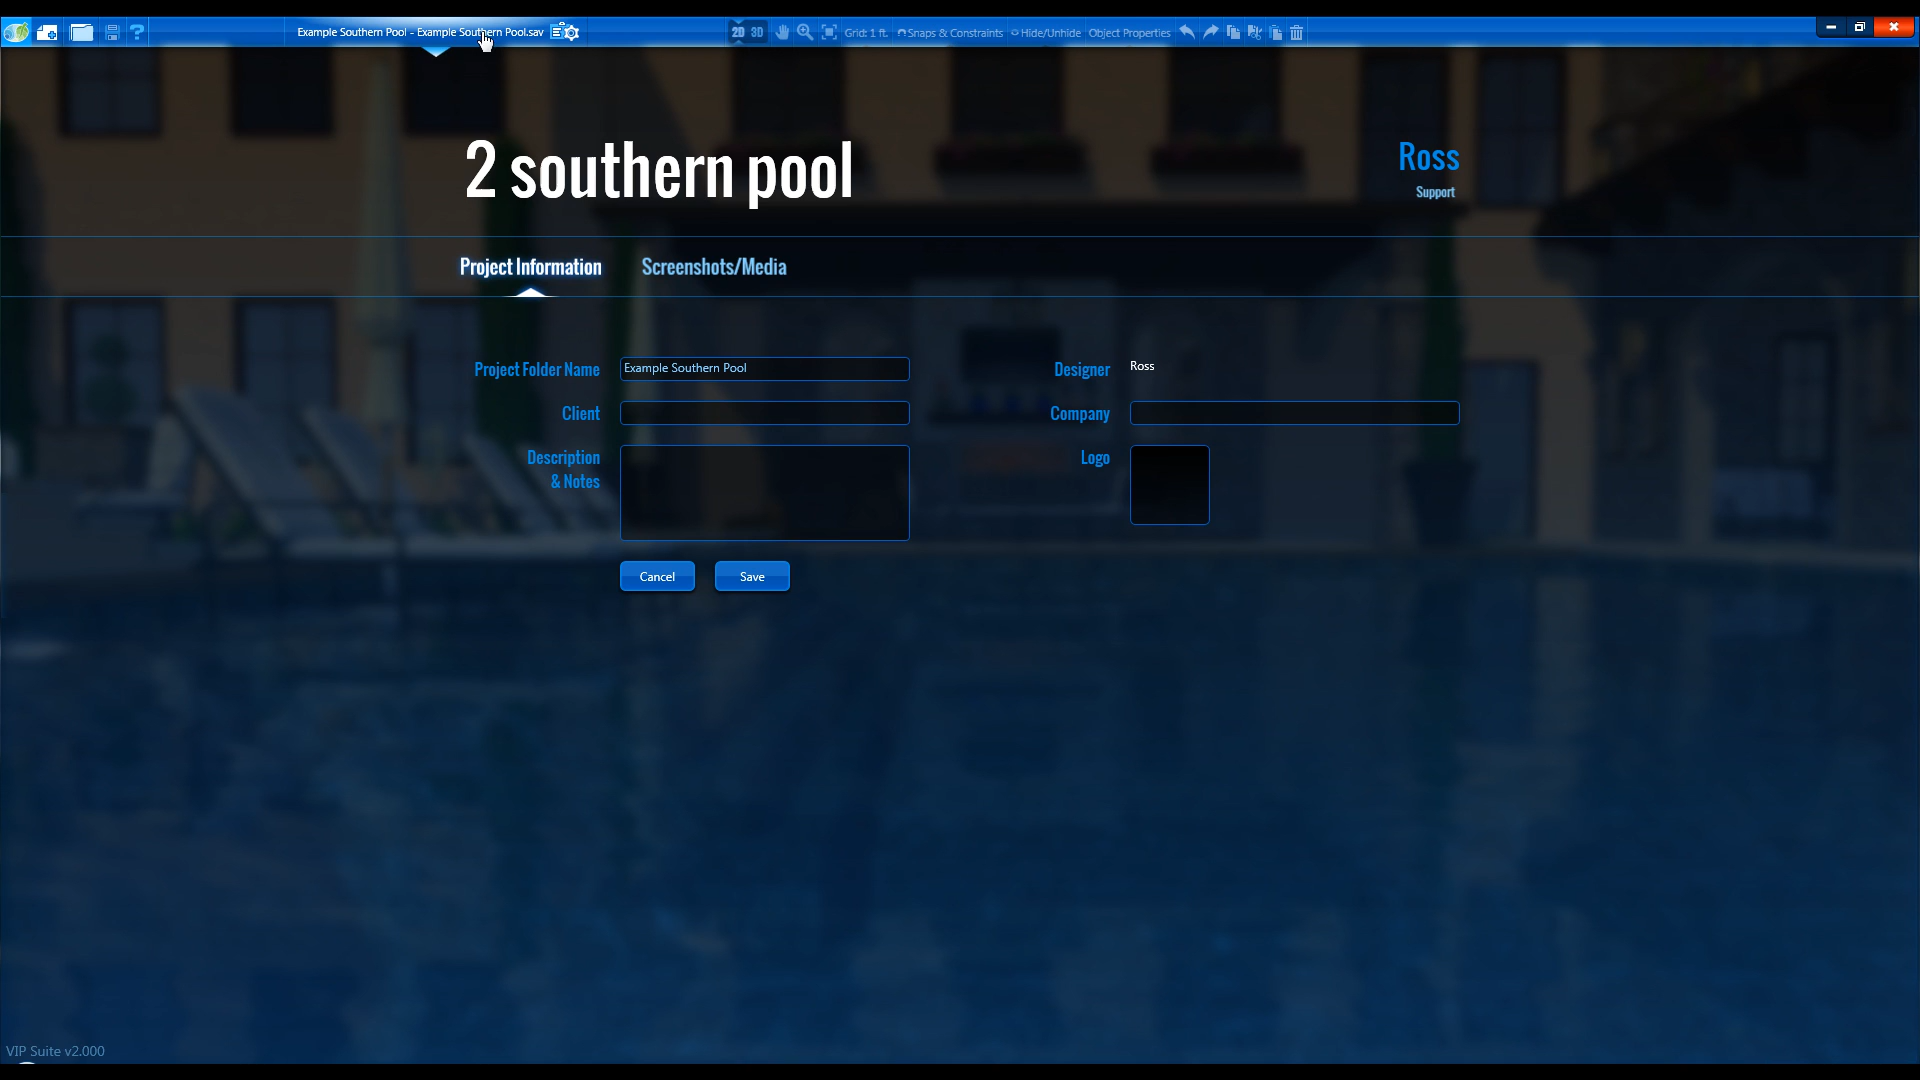 Example Southern Pool - Example Southern Pool.sav
2D 3D
Grid: 1 ft.
Snaps & Constraints
Hide/Unhide
Object Properties
2 southern pool
Ross
Support
Project Information
Screenshots/Media
Project Folder Name
Example Southern Pool
Designer
Ross
Client
Company
Description
& Notes
Logo
Cancel
Save
VIP Suite v2.000